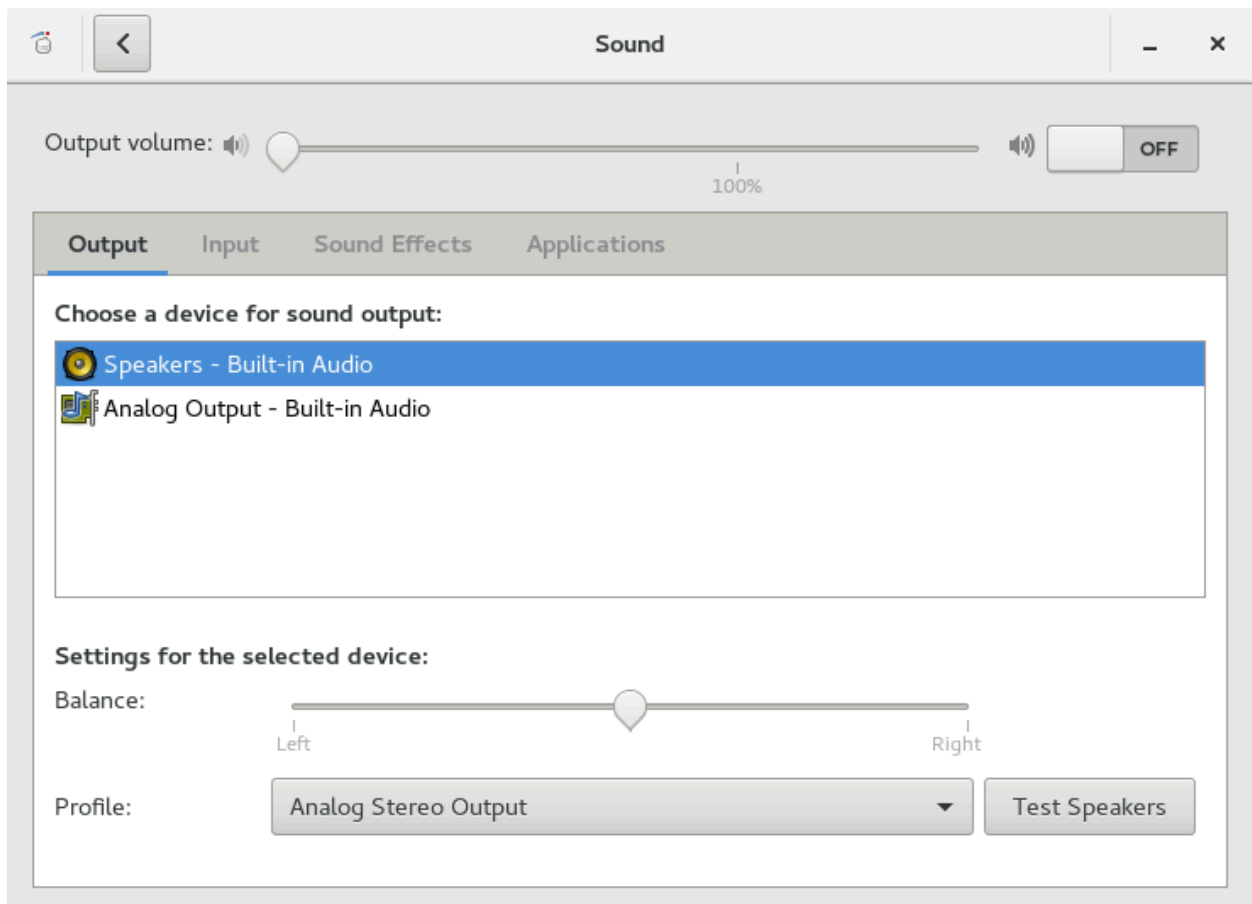 Sound
Output volume:
OFF
100%
Output Input Sound Effects Applications
Choose a device for sound output:
Speakers - Built-in Audio
Analog Output - Built-in Audio
Settings for the selected device:
Balance:
Left Right
Profile: Analog Stereo Output Test Speakers